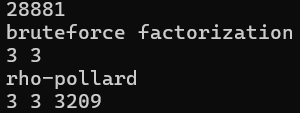 28881
bruteforce factorization
3 3
rho-pollard
3 3 3209